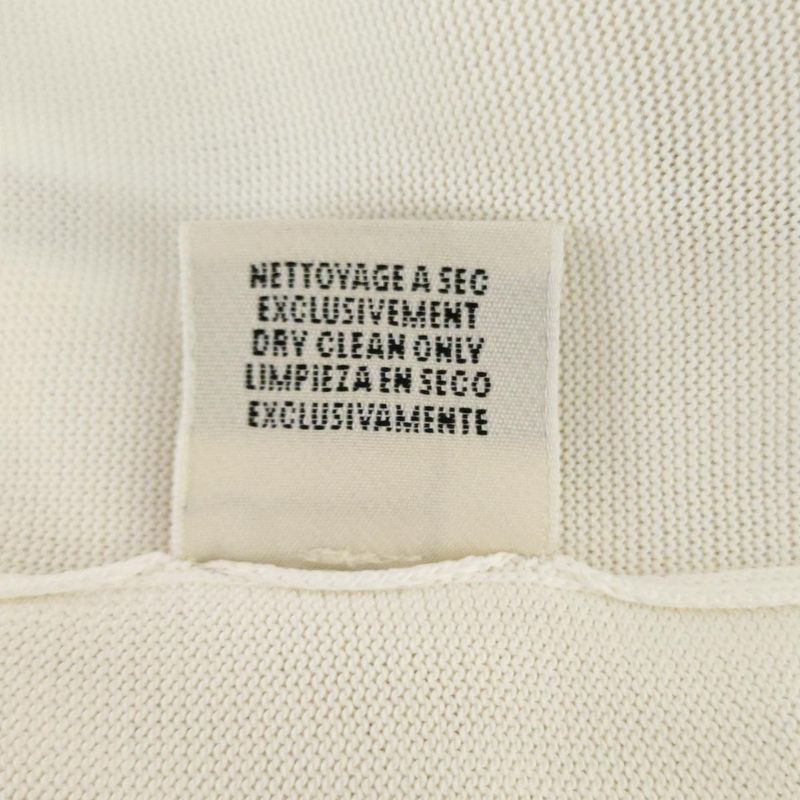 NETTOYAGE A SEC
EXCLUSIVEMENT
DRY CLEAN ONLY
LIMPIEZA EN SECO
EXCLUSIVAMENTE